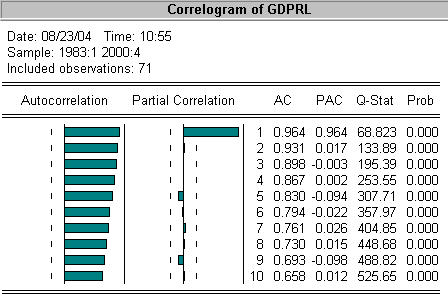 Correlogram of GDPRL
Date: 08/23/04 Time: 10:55
Sample: 1983:1 2000:4
Included observations: 71
Autocorrelation Partial Correlation AC PAC Q-Stat Prob
1 0.964 0.964 68.823 0.000
2 0.931 0.017 133.89 0.000
3 0.898 -0.003 195.39 0.000
4 0.867 0.002 253.55 0.000
5 0.830 -0.094 307.71 0.000
6 0.794 -0.022 357.97 0.000
7 0.761 0.026 404.85 0.000
8 0.730 0.015 448.68 0.000
9 0.693 -0.098 488.82 0.000
10 0.658 0.012 525.65 0.000